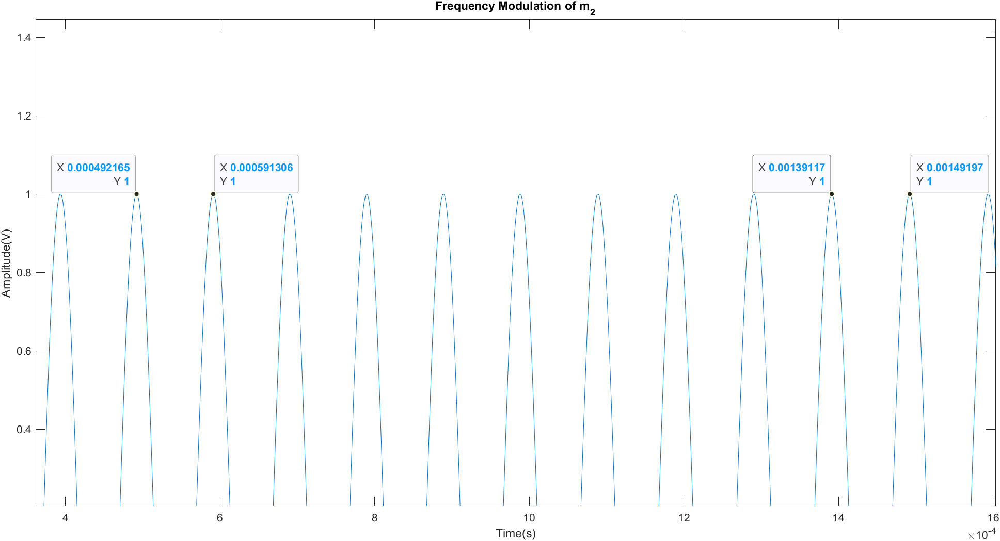 Frequency Modulation of m2
1.4
1.2
1
0.8
0.6
0.4
Amplitude(V)
X 0.000492165
Y 1
X 0.000591306
Y 1
X 0.00139117
Y 1
X 0.00149197
Y 1
4 6 8 10 12 14 16
Time(s)
×10-4